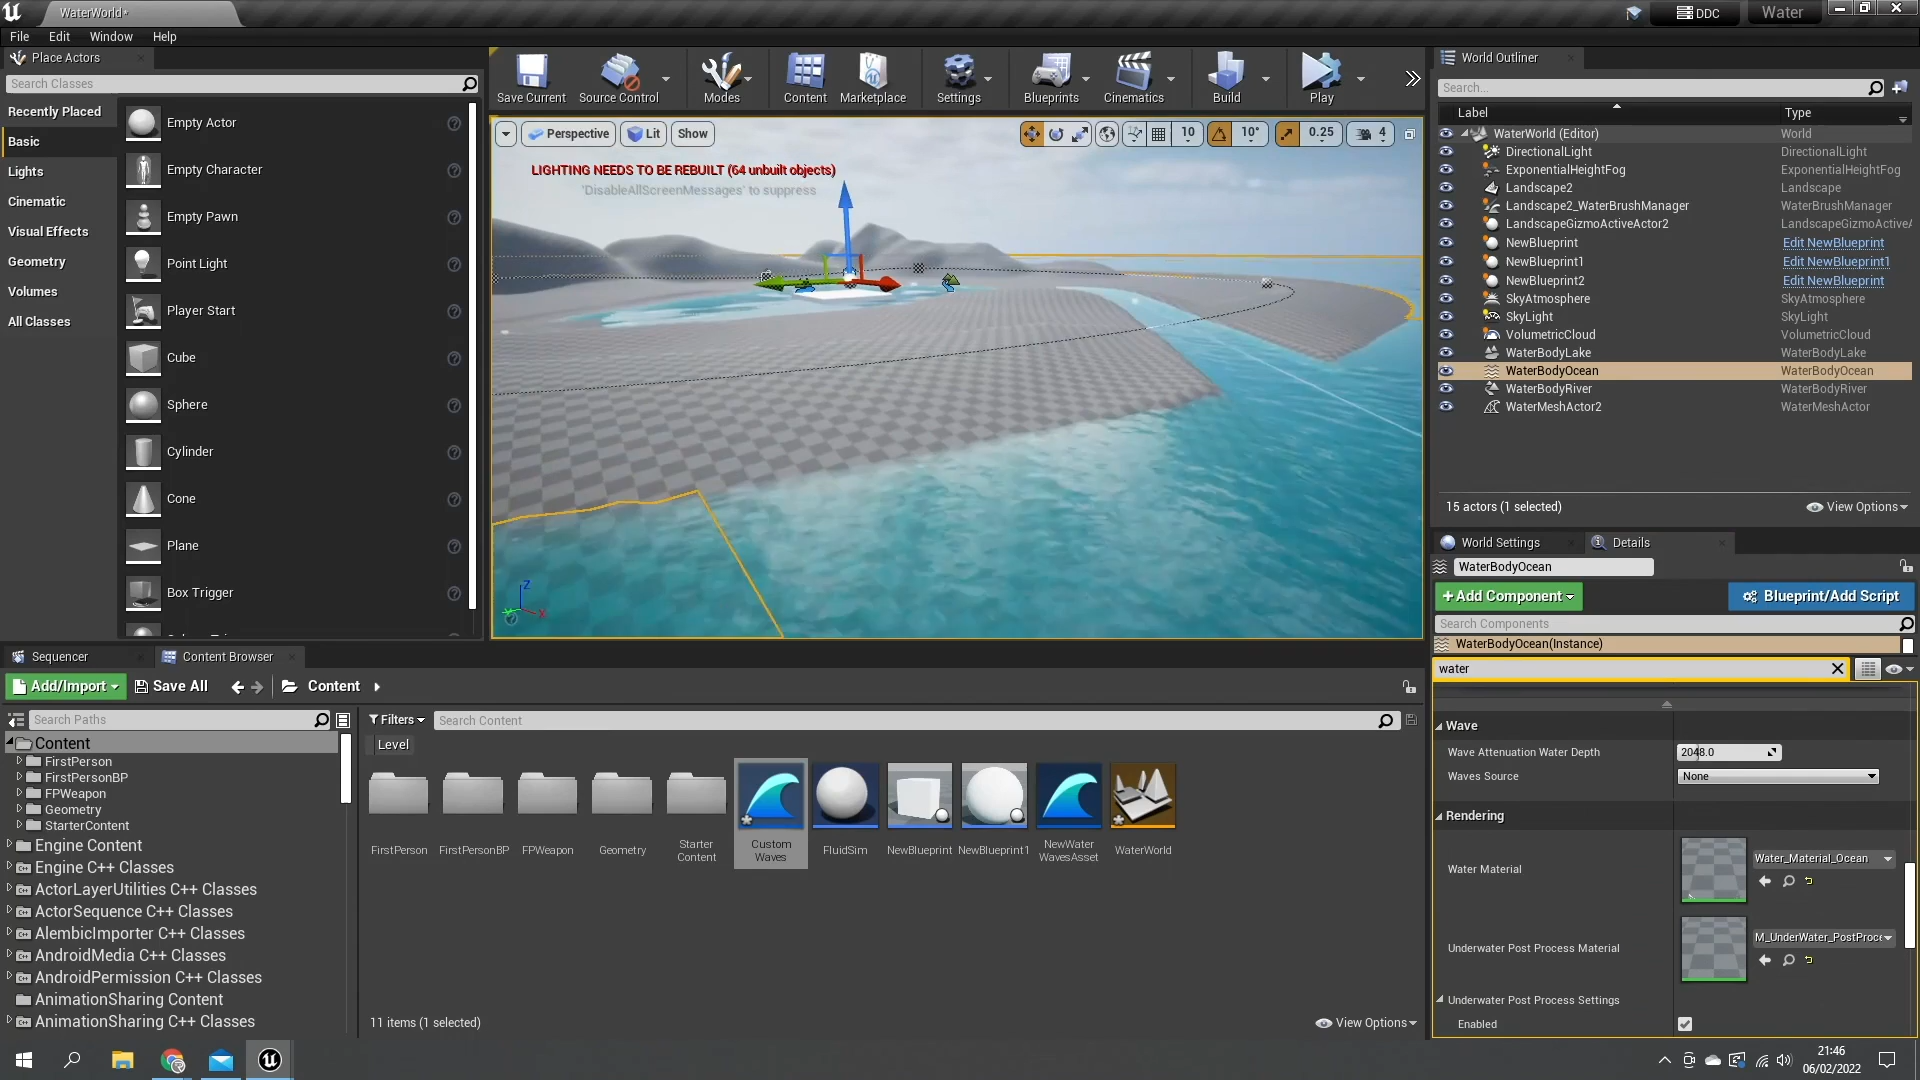 WaterWorld*
DDC
Water
File Edit Window Help
Place Actors
Search Classes
Recently Placed
Basic
Lights
Cinematic
Visual Effects
Geometry
Volumes
All Classes
Empty Actor
Empty Character
Empty Pawn
Point Light
Player Start
Cube
Sphere
Cylinder
Cone
Plane
Box Trigger
Save Current
Source Control
Modes
Content
Marketplace
Settings
Blueprints
Cinematics
Build
Play
Perspective
Lit
Show
10
10°
0.25
4
LIGHTING NEEDS TO BE REBUILT (64 unbuilt objects)
'DisableAllScreenMessages' to suppress
Z
X
World Outliner
Search...
Label Type
WaterWorld (Editor) World
DirectionalLight DirectionalLight
ExponentialHeightFog ExponentialHeightFog
Landscape2 Landscape
Landscape2_WaterBrushManager WaterBrushManager
LandscapeGizmoActiveActor2 LandscapeGizmoActiveA
NewBlueprint Edit NewBlueprint
NewBlueprint1 Edit NewBlueprint1
NewBlueprint2 Edit NewBlueprint
SkyAtmosphere SkyAtmosphere
SkyLight SkyLight
VolumetricCloud VolumetricCloud
WaterBodyLake WaterBodyLake
WaterBodyOcean WaterBodyOcean
WaterBodyRiver WaterBodyRiver
WaterMeshActor2 WaterMeshActor
15 actors (1 selected)
View Options
World Settings
Details
WaterBodyOcean
+Add Component
Blueprint/Add Script
Search Components
WaterBodyOcean(Instance)
water
Wave
Wave Attenuation Water Depth 2048.0
Waves Source None
Rendering
Water Material Water_Material_Ocean
Underwater Post Process Material M_UnderWater_PostProce
Underwater Post Process Settings
Enabled
Sequencer
Content Browser
Add/Import
Save All
Content
Search Paths
Content
FirstPerson
FirstPersonBP
FPWeapon
Geometry
StarterContent
Engine Content
Engine C++ Classes
ActorLayerUtilities C++ Classes
ActorSequence C++ Classes
AlembicImporter C++ Classes
AndroidMedia C++ Classes
AndroidPermission C++ Classes
AnimationSharing Content
AnimationSharing C++ Classes
Filters
Search Content
Level
FirstPerson
FirstPersonBP
FPWeapon
Geometry
Starter
Content
Custom
Waves
FluidSim
NewBlueprint
NewBlueprint1
NewWater
WavesAsset
WaterWorld
11 items (1 selected)
View Options
21:46
06/02/2022